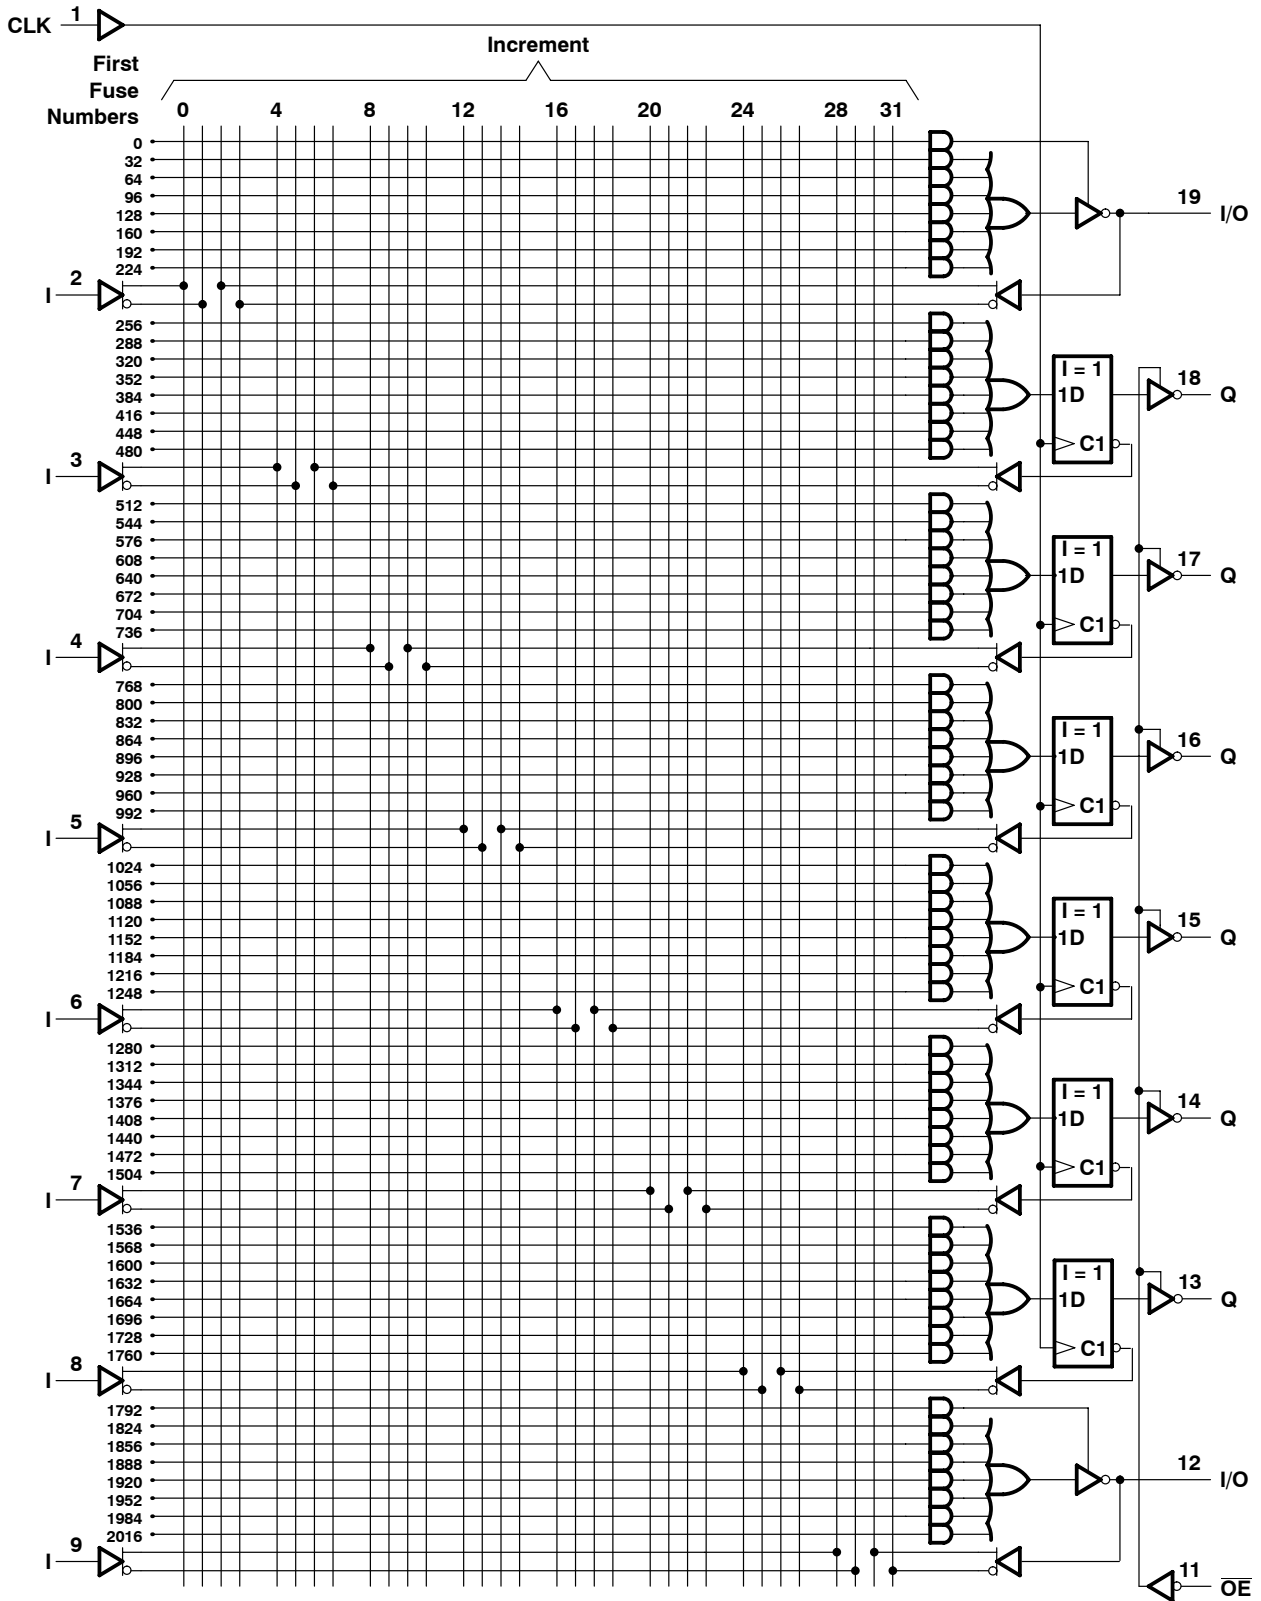 CLK 1
Increment
First
Fuse
Numbers
0 4 8 12 16 20 24 28 31
0
32
64
96
128
160
192
224
19 I/O
I 2
256
288
320
352
384
416
448
480
I = 1
1D
C1
18 Q
I 3
512
544
576
608
640
672
704
736
I = 1
1D
C1
17 Q
I 4
768
800
832
864
896
928
960
992
I = 1
1D
C1
16 Q
I 5
1024
1056
1088
1120
1152
1184
1216
1248
I = 1
1D
C1
15 Q
I 6
1280
1312
1344
1376
1408
1440
1472
1504
I = 1
1D
C1
14 Q
I 7
1536
1568
1600
1632
1664
1696
1728
1760
I = 1
1D
C1
13 Q
I 8
1792
1824
1856
1888
1920
1952
1984
2016
12 I/O
I 9
11 OE